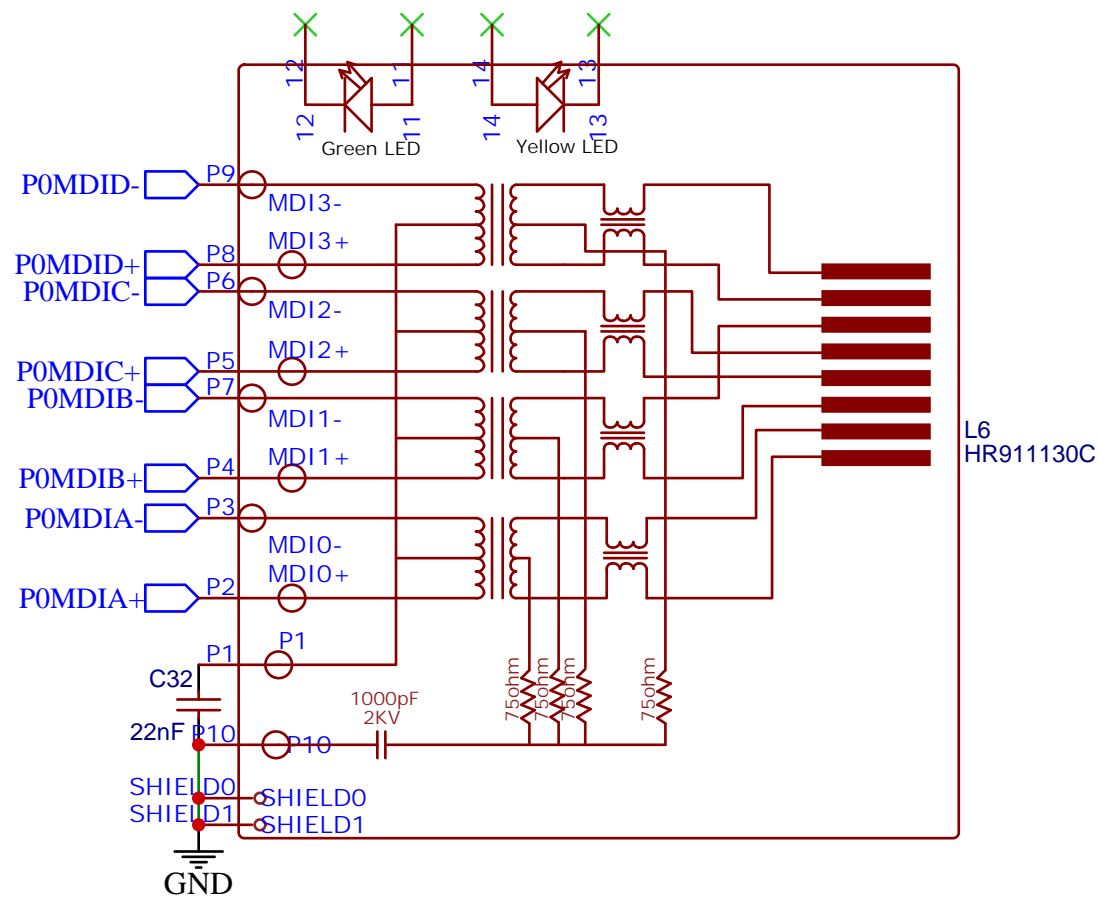 12 11 14 13
12 11 14 13
Green LED Yellow LED
P0MDID- P9
MDI3-
P0MDID+ P8 MDI3+
P0MDIC- P6
MDI2-
P0MDIC+ P5 MDI2+
P0MDIB- P7
MDI1-
P0MDIB+ P4 MDI1+
L6
HR911130C
P0MDIA- P3
MDI0-
P0MDIA+ P2 MDI0+
P1 P1
C32
22nF
1000pF
2KV
75ohm 75ohm 75ohm 75ohm
P10 P10
SHIELD0 SHIELD0
SHIELD1 SHIELD1
GND